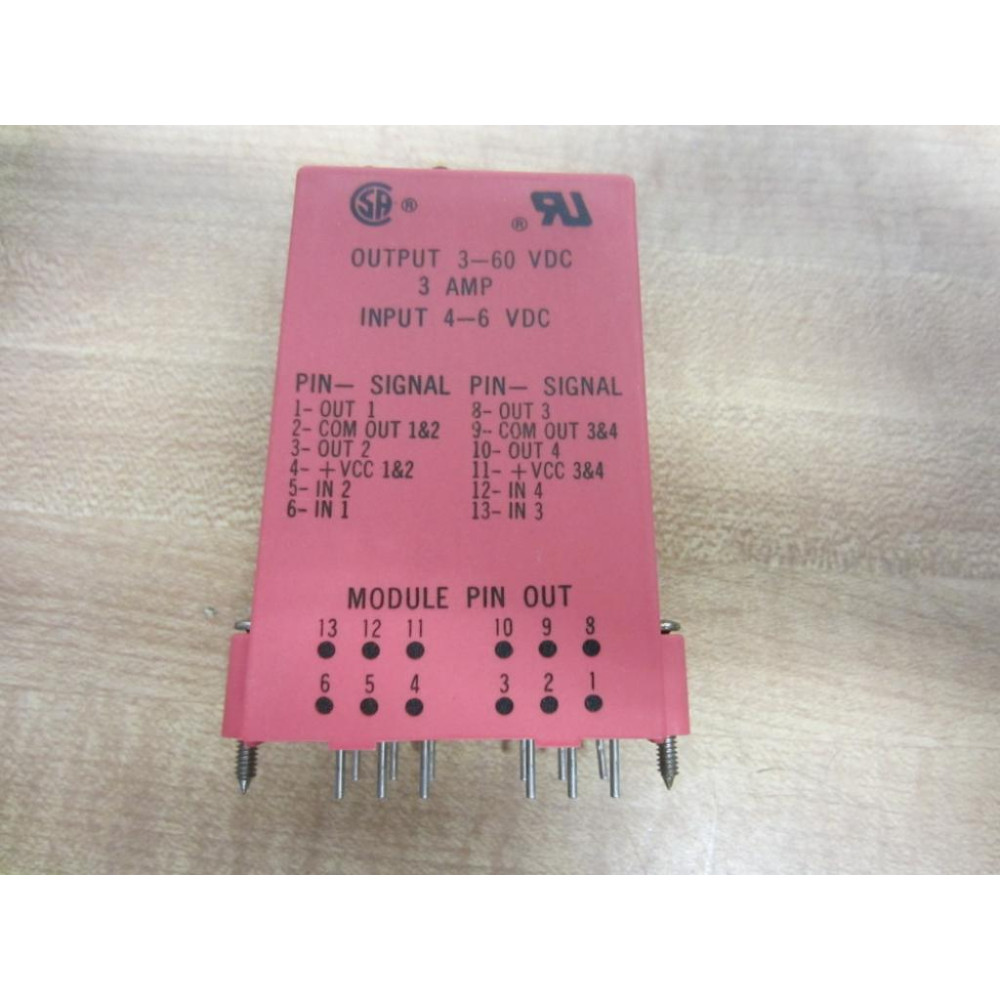 SA ®
® RU
OUTPUT 3-60 VDC
3 AMP
INPUT 4-6 VDC
PIN- SIGNAL PIN- SIGNAL
1- OUT 1 8- OUT 3
2- COM OUT 1&2 9- COM OUT 3&4
3- OUT 2 10- OUT 4
4- +VCC 1&2 11- +VCC 3&4
5- IN 2 12- IN 4
6- IN 1 13- IN 3
MODULE PIN OUT
13 12 11 10 9 8
6 5 4 3 2 1